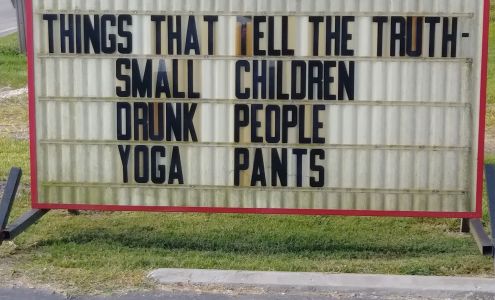 THINGS THAT TELL THE TRUTH-
SMALL CHILDREN
DRUNK PEOPLE
YOGA PANTS